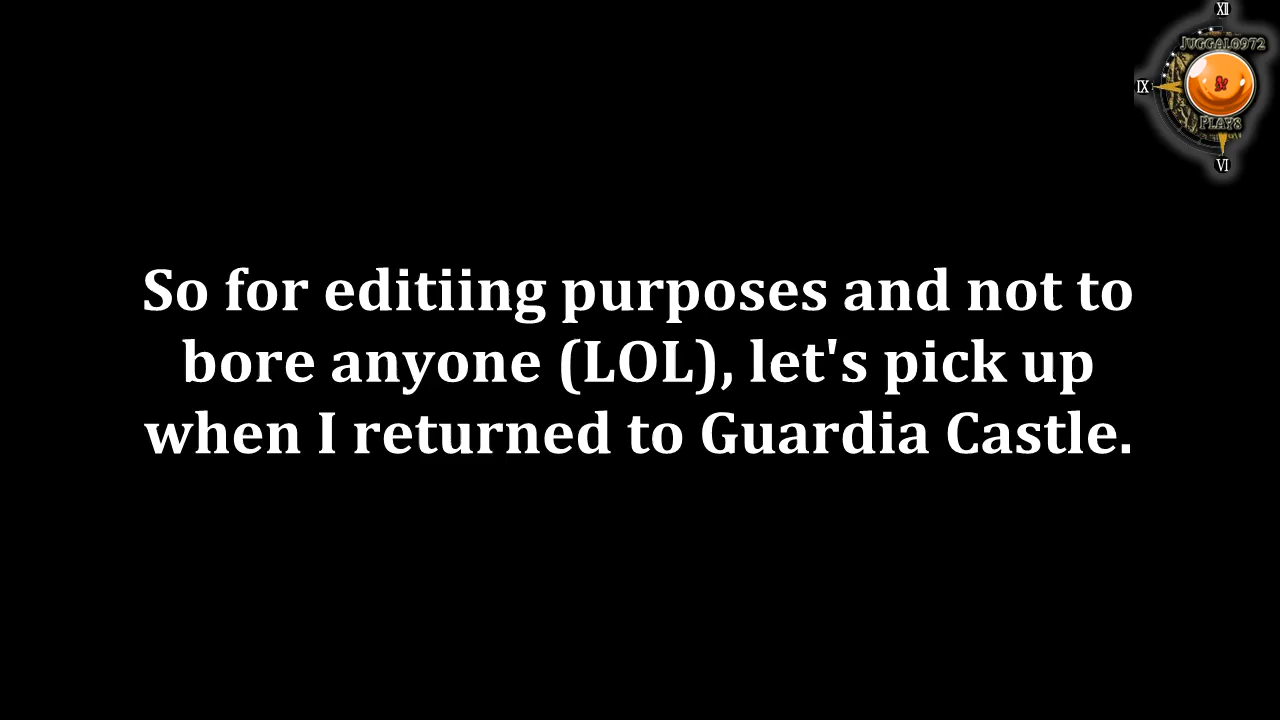 XII
JUGGALO972
IX
PLAYS
VI
So for editiing purposes and not to
bore anyone (LOL), let's pick up
when I returned to Guardia Castle.